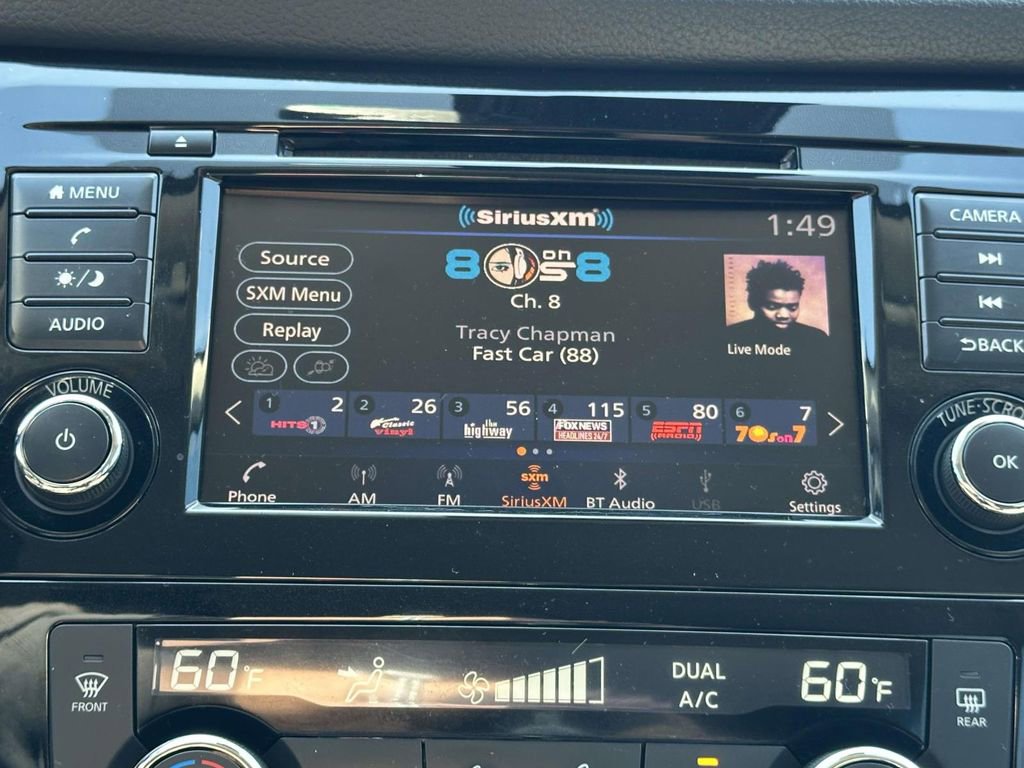 MENU
AUDIO
VOLUME
SiriusXM
1:49
Source
SXM Menu
Replay
80s on 8
Ch. 8
Tracy Chapman
Fast Car (88)
Live Mode
1 2 HITS 1
2 26 Classic vinyl
3 56 the highway
4 115 FOX NEWS HEADLINES 24/7
5 80 ESPN RADIO
6 7 70s on 7
Phone
AM
FM
sxm
SiriusXM
BT Audio
USB
Settings
CAMERA
BACK
TUNE-SCRO
OK
FRONT
60°F
DUAL
A/C
60°F
REAR